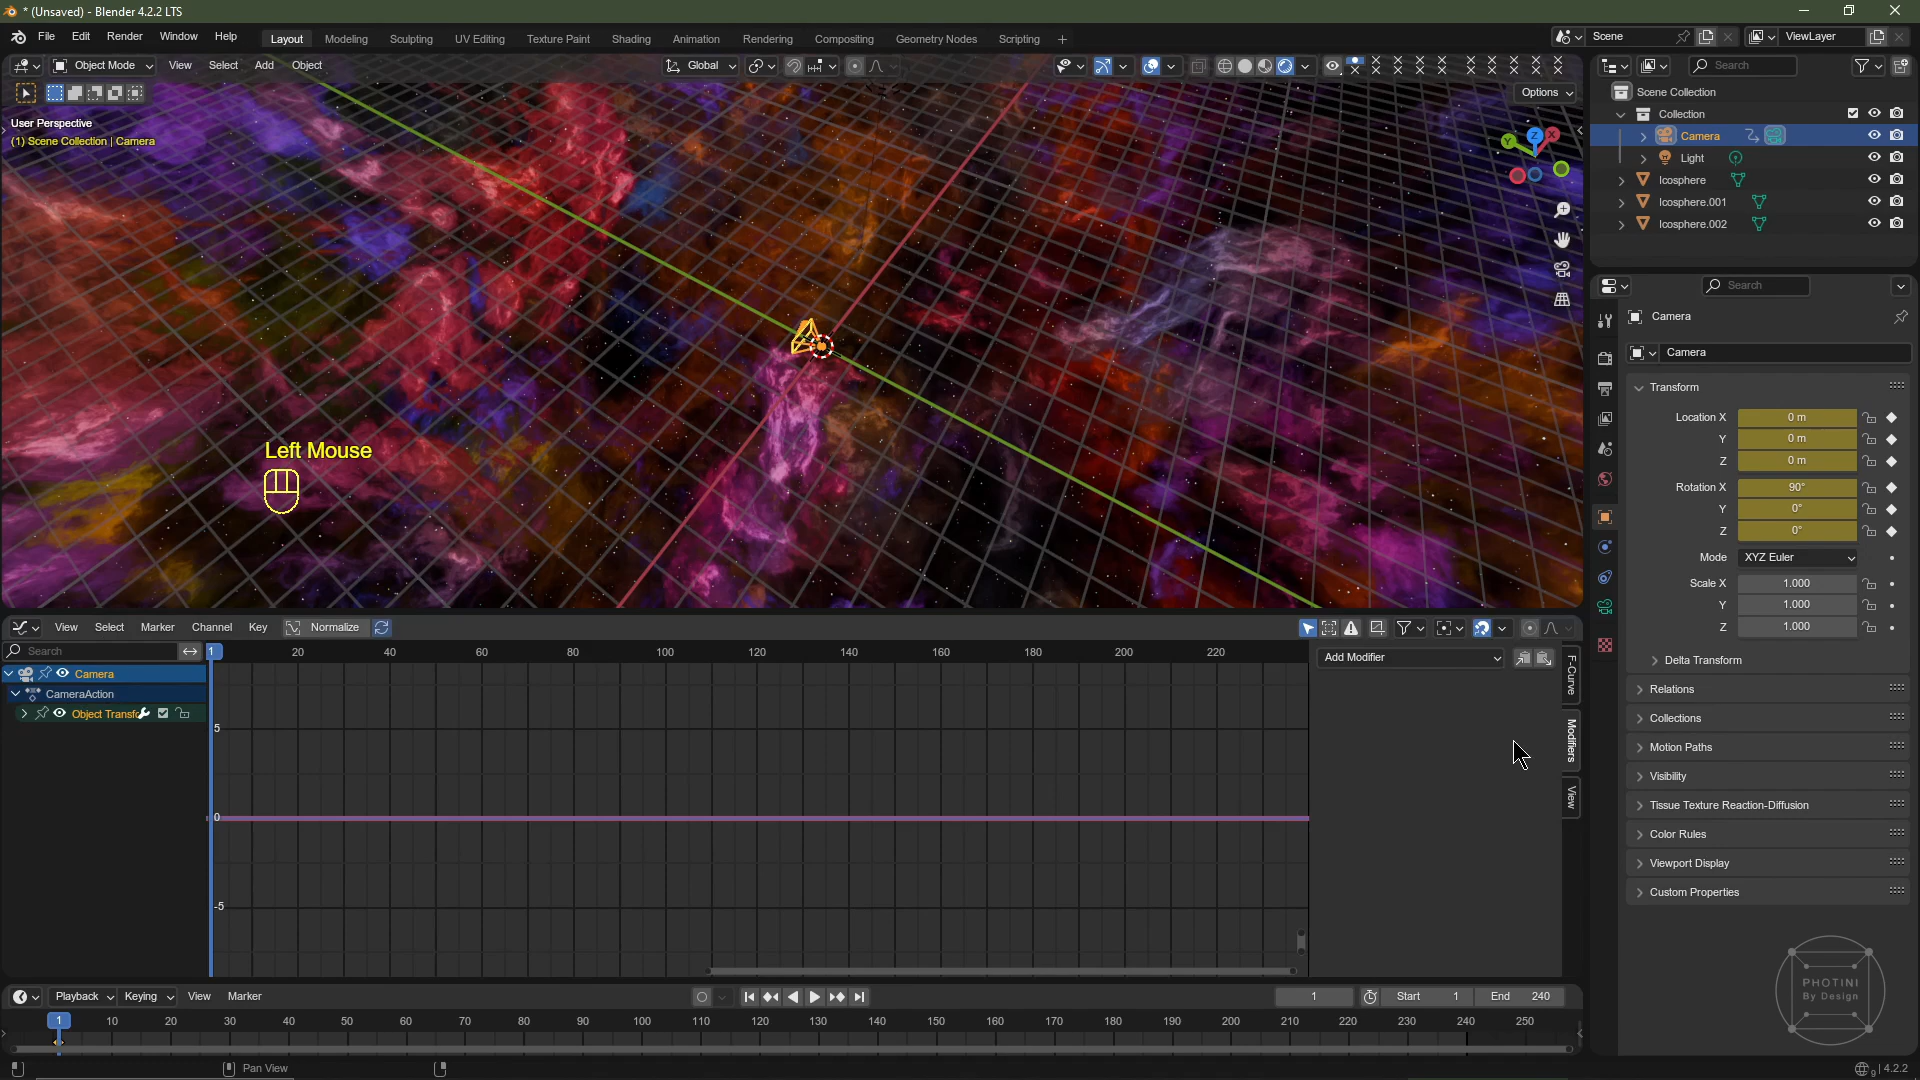 * (Unsaved) - Blender 4.2.2 LTS
File Edit Render Window Help Layout Modeling Sculpting UV Editing Texture Paint Shading Animation Rendering Compositing Geometry Nodes Scripting + Scene ViewLayer
Object Mode View Select Add Object Global Search
Options
Scene Collection
User Perspective
(1) Scene Collection | Camera
Collection
Camera
Light
Icosphere
Icosphere.001
Icosphere.002
Z X Y
Search
Camera
Camera
Transform
Location X 0 m
Y 0 m
Z 0 m
Rotation X 90°
Y 0°
Z 0°
Mode XYZ Euler
Scale X 1.000
Y 1.000
Z 1.000
Delta Transform
Relations
Collections
Motion Paths
Visibility
Tissue Texture Reaction-Diffusion
Color Rules
Viewport Display
Custom Properties
Left Mouse
View Select Marker Channel Key Normalize
Search 1 20 40 60 80 100 120 140 160 180 200 220
Add Modifier
F-Curve
Modifiers
View
Camera
CameraAction
Object Transfo
5
0
-5
PHOTINI
By Design
Playback Keying View Marker 1 Start 1 End 240
1 10 20 30 40 50 60 70 80 90 100 110 120 130 140 150 160 170 180 190 200 210 220 230 240 250
Pan View
9 4.2.2